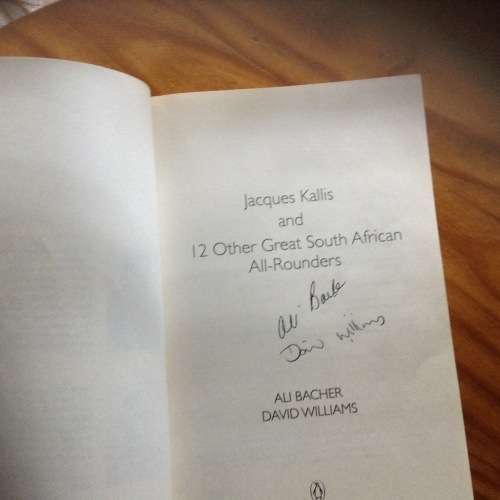 Jacques Kallis
and
12 Other Great South African
All-Rounders
Ali Bacher
David Williams
ALI BACHER
DAVID WILLIAMS